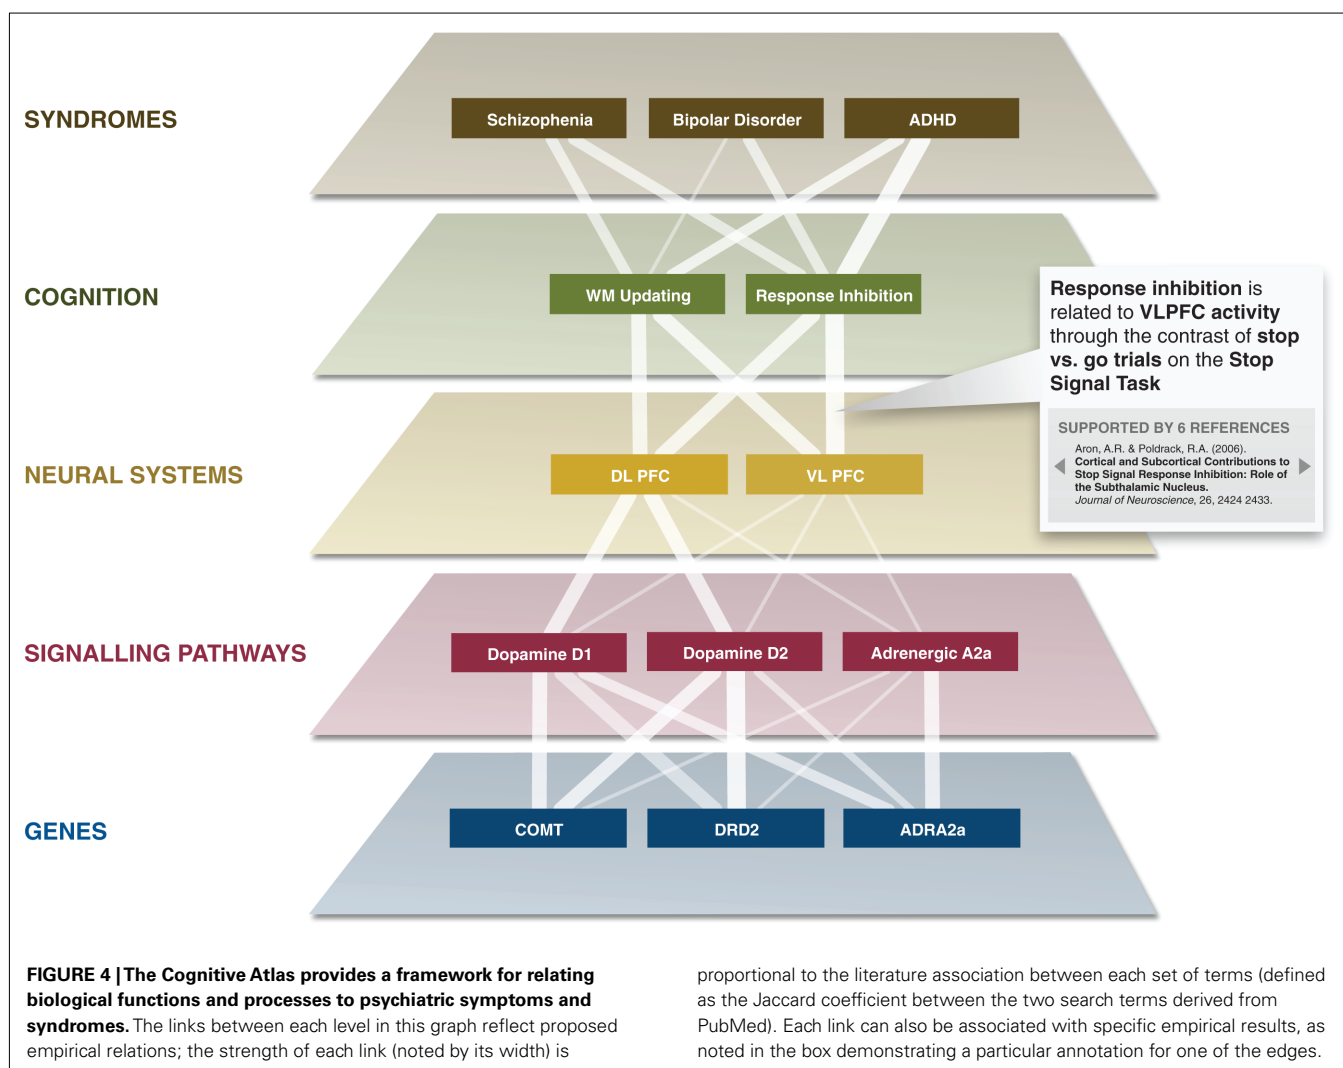 SYNDROMES
Schizophenia
Bipolar Disorder
ADHD
COGNITION
WM Updating
Response Inhibition
Response inhibition is
related to VLPFC activity
through the contrast of stop
vs. go trials on the Stop
Signal Task
SUPPORTED BY 6 REFERENCES
Aron, A.R. & Poldrack, R.A. (2006).
Cortical and Subcortical Contributions to
Stop Signal Response Inhibition: Role of
the Subthalamic Nucleus.
Journal of Neuroscience, 26, 2424 2433.
NEURAL SYSTEMS
DL PFC
VL PFC
SIGNALLING PATHWAYS
Dopamine D1
Dopamine D2
Adrenergic A2a
GENES
COMT
DRD2
ADRA2a
FIGURE 4 | The Cognitive Atlas provides a framework for relating
biological functions and processes to psychiatric symptoms and
syndromes. The links between each level in this graph reflect proposed
empirical relations; the strength of each link (noted by its width) is
proportional to the literature association between each set of terms (defined
as the Jaccard coefficient between the two search terms derived from
PubMed). Each link can also be associated with specific empirical results, as
noted in the box demonstrating a particular annotation for one of the edges.